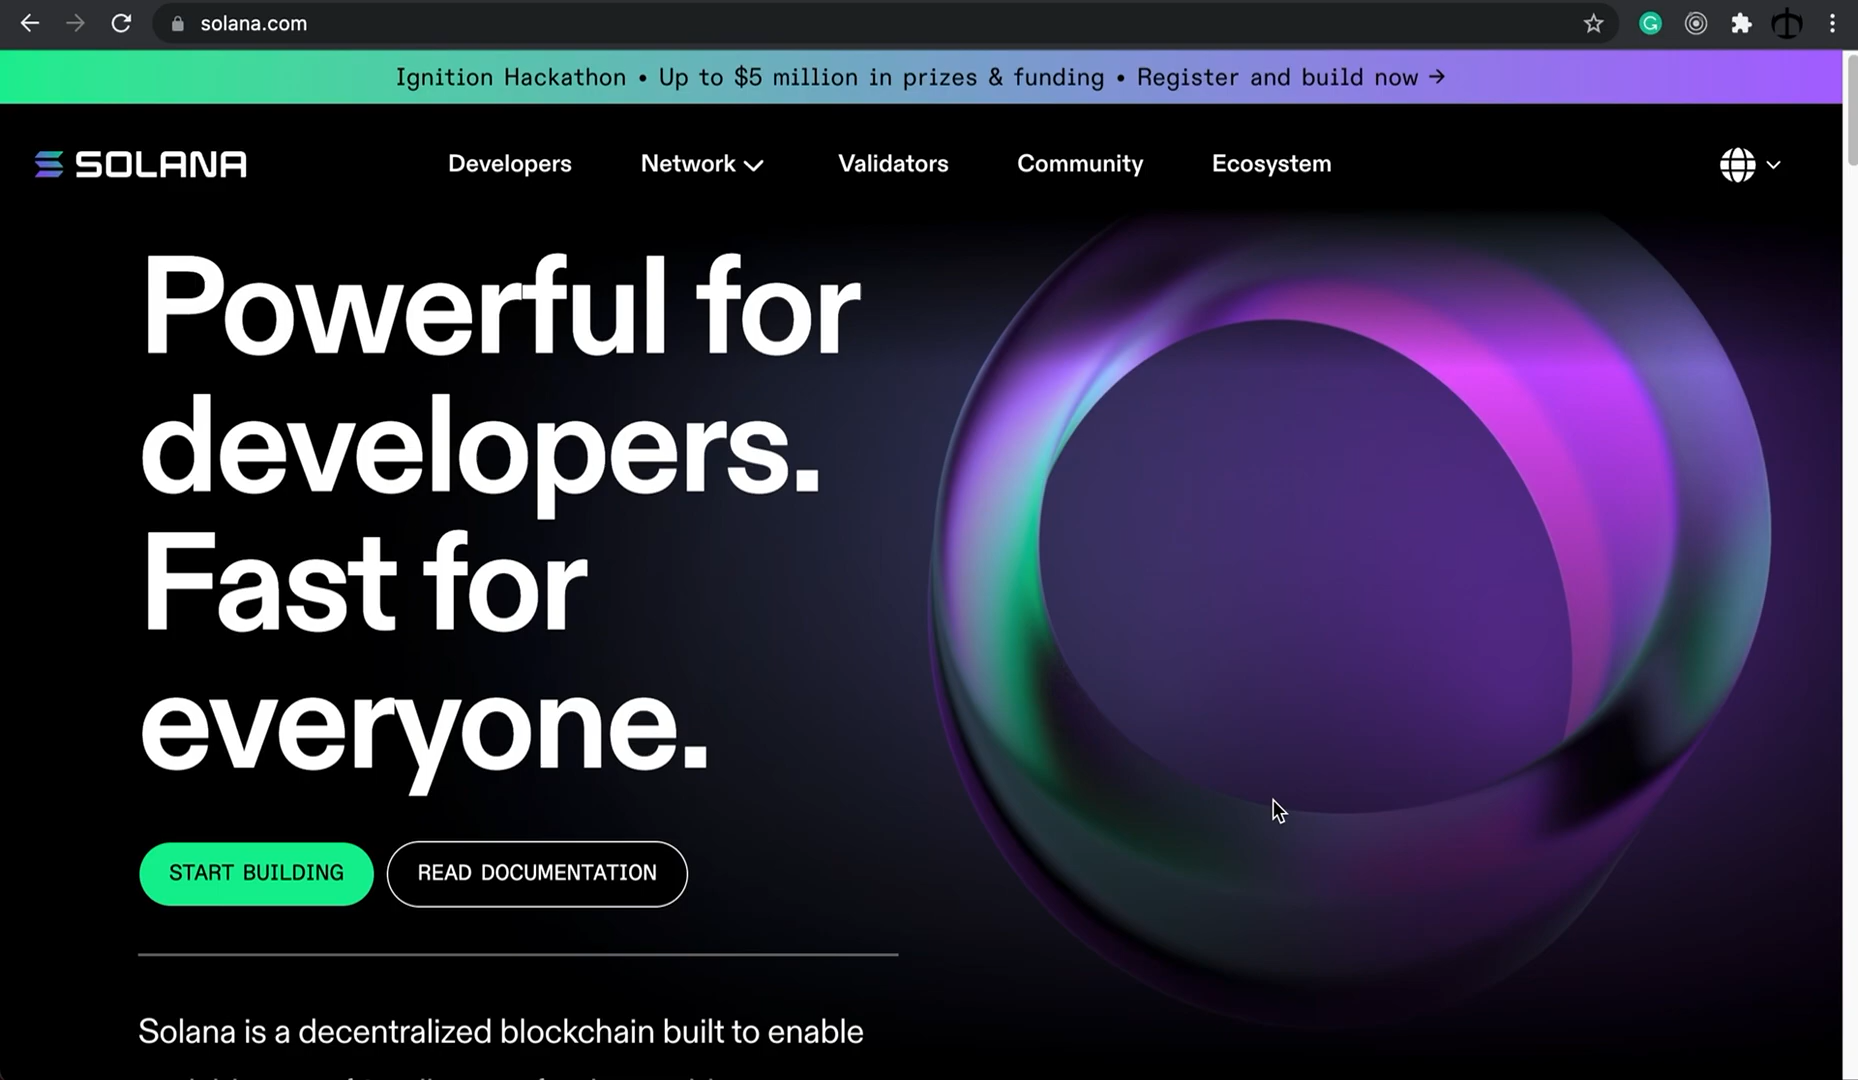 solana.com
Ignition Hackathon • Up to $5 million in prizes & funding • Register and build now →
SOLANA
Developers
Network
Validators
Community
Ecosystem
Powerful for
developers.
Fast for
everyone.
START BUILDING
READ DOCUMENTATION
Solana is a decentralized blockchain built to enable